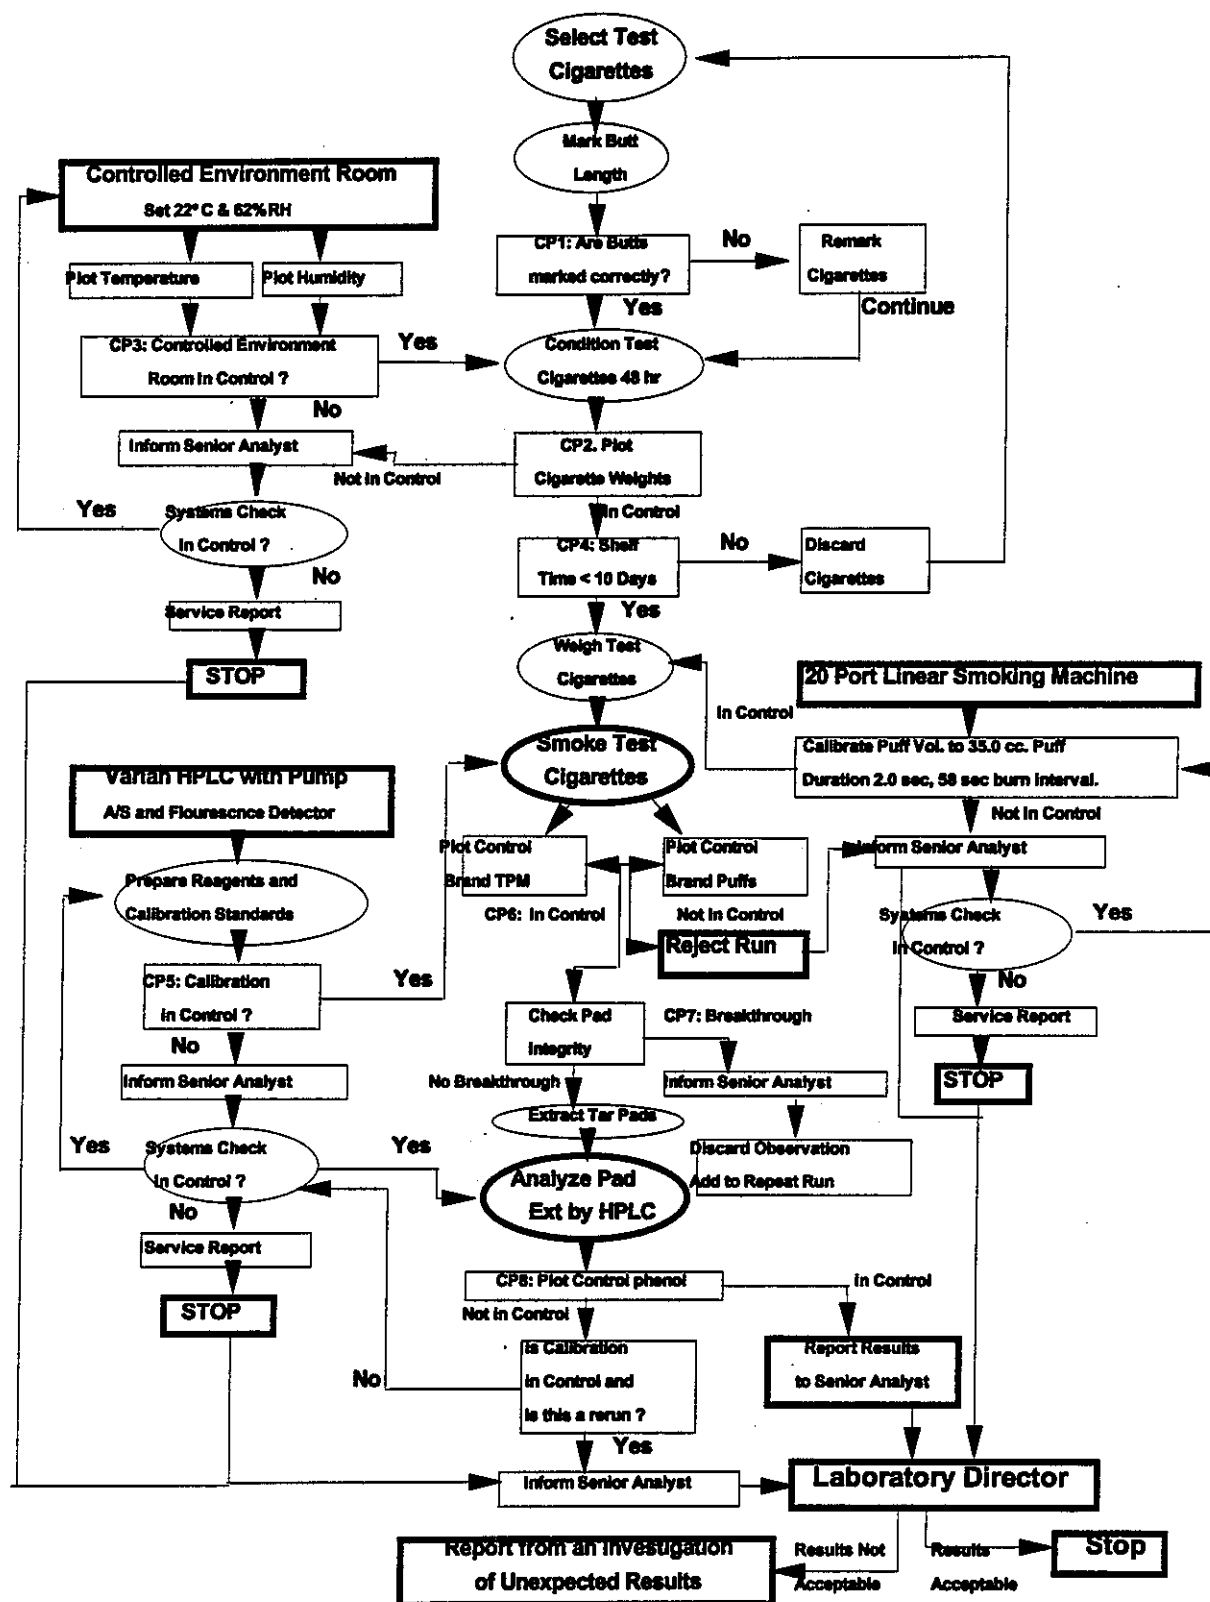 Select Test
Cigarettes
Mark Butt
Length
Controlled Environment Room
Set 22° C & 62% RH
CP1: Are Butts
marked correctly?
No
Remark
Cigarettes
Plot Temperature
Plot Humidity
Yes
Continue
CP3: Controlled Environment
Room In Control ?
Yes
Condition Test
Cigarettes 48 hr
No
Inform Senior Analyst
Not In Control
CP2. Plot
Cigarette Weights
Yes
Systems Check
In Control ?
In Control
CP4: Shelf
Time < 10 Days
No
Discard
Cigarettes
No
Service Report
Yes
STOP
Weigh Test
Cigarettes
20 Port Linear Smoking Machine
In Control
Smoke Test
Cigarettes
Calibrate Puff Vol. to 35.0 cc. Puff
Duration 2.0 sec, 58 sec burn interval.
Varian HPLC with Pump
A/S and Flourescnce Detector
Not In Control
Plot Control
Brand TPM
Plot Control
Brand Puffs
Inform Senior Analyst
Prepare Reagents and
Calibration Standards
CP6: In Control
Not In Control
Systems Check
In Control ?
Yes
Reject Run
CP5: Calibration
in Control ?
Yes
No
Check Pad
Integrity
CP7: Breakthrough
Service Report
No
Inform Senior Analyst
No Breakthrough
Inform Senior Analyst
STOP
Extract Tar Pads
Yes
Systems Check
in Control ?
Yes
Analyze Pad
Ext by HPLC
Discard Observation
Add to Repeat Run
No
Service Report
CP8: Plot Control phenol
in Control
STOP
Not in Control
Is Calibration
in Control and
is this a rerun ?
No
Report Results
to Senior Analyst
Yes
Inform Senior Analyst
Laboratory Director
Report from an Investigation
of Unexpected Results
Results Not
Acceptable
Results
Acceptable
Stop